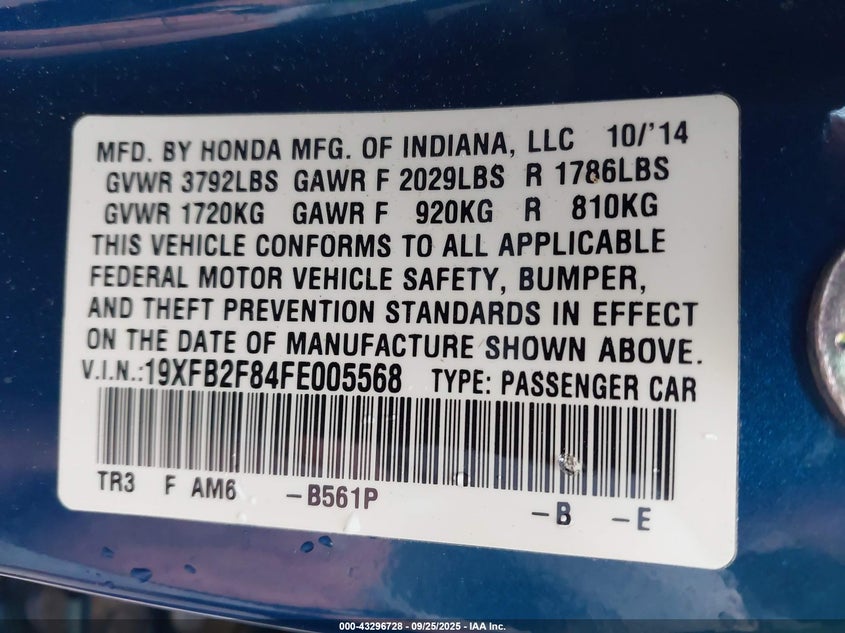 MFD. BY HONDA MFG. OF INDIANA, LLC 10/'14
GVWR 3792LBS GAWR F 2029LBS R 1786LBS
GVWR 1720KG GAWR F 920KG R 810KG
THIS VEHICLE CONFORMS TO ALL APPLICABLE
FEDERAL MOTOR VEHICLE SAFETY, BUMPER,
AND THEFT PREVENTION STANDARDS IN EFFECT
ON THE DATE OF MANUFACTURE SHOWN ABOVE.
V.I.N.:19XFB2F84FE005568 TYPE: PASSENGER CAR
TR3 F AM6 -B561P -B -E
000-43296728 - 09/25/2025 - IAA Inc.